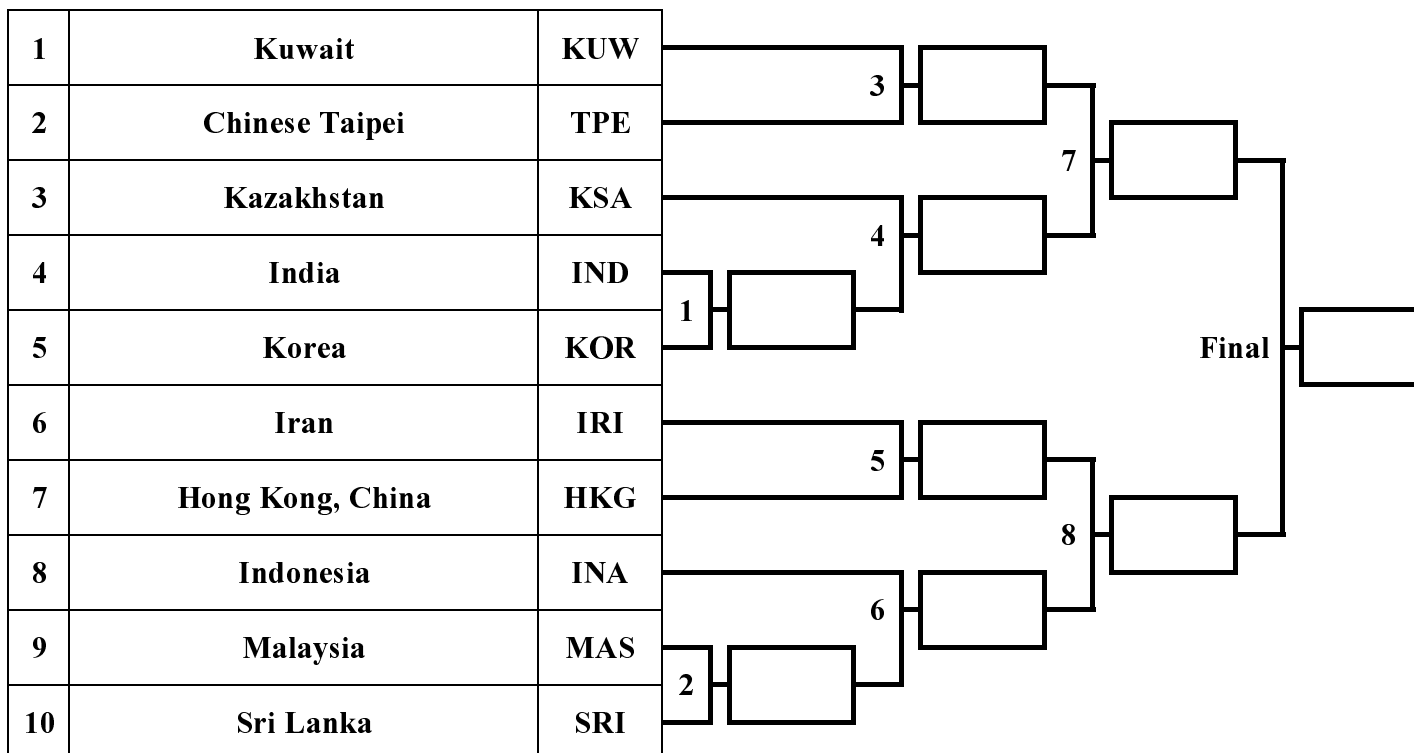 1 Kuwait KUW
2 Chinese Taipei TPE
3 Kazakhstan KSA
4 India IND
5 Korea KOR
6 Iran IRI
7 Hong Kong, China HKG
8 Indonesia INA
9 Malaysia MAS
10 Sri Lanka SRI
1
2
3
4
5
6
7
8
Final